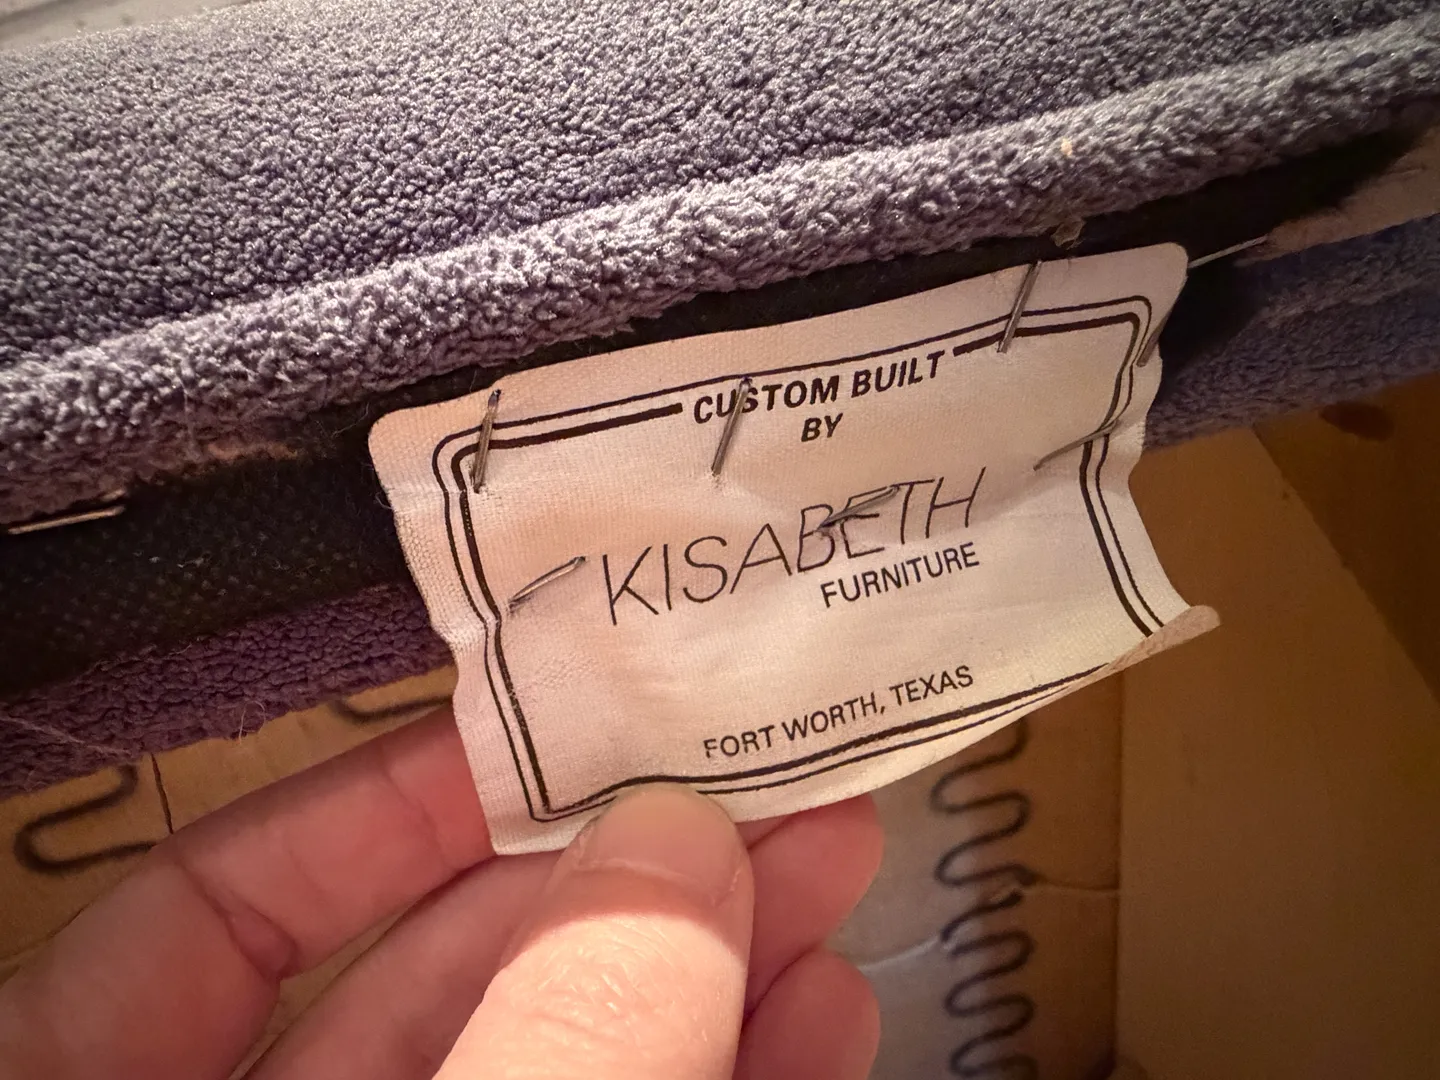 CUSTOM BUILT
BY
KISABETH
FURNITURE
FORT WORTH, TEXAS